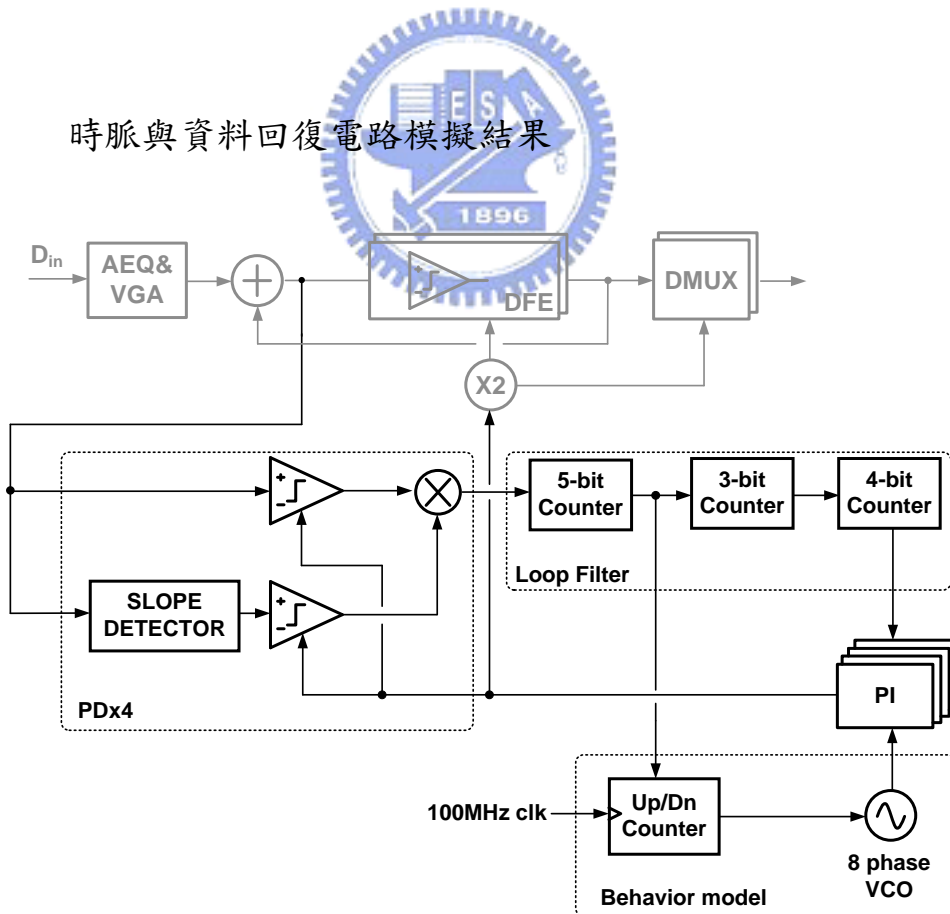 E S A
時脈與資料回復電路模擬結果
1896
Din
AEQ&
VGA
DFE
DMUX
X2
5-bit
Counter
3-bit
Counter
4-bit
Counter
Loop Filter
SLOPE
DETECTOR
PDx4
PI
100MHz clk
Up/Dn
Counter
8 phase
VCO
Behavior model